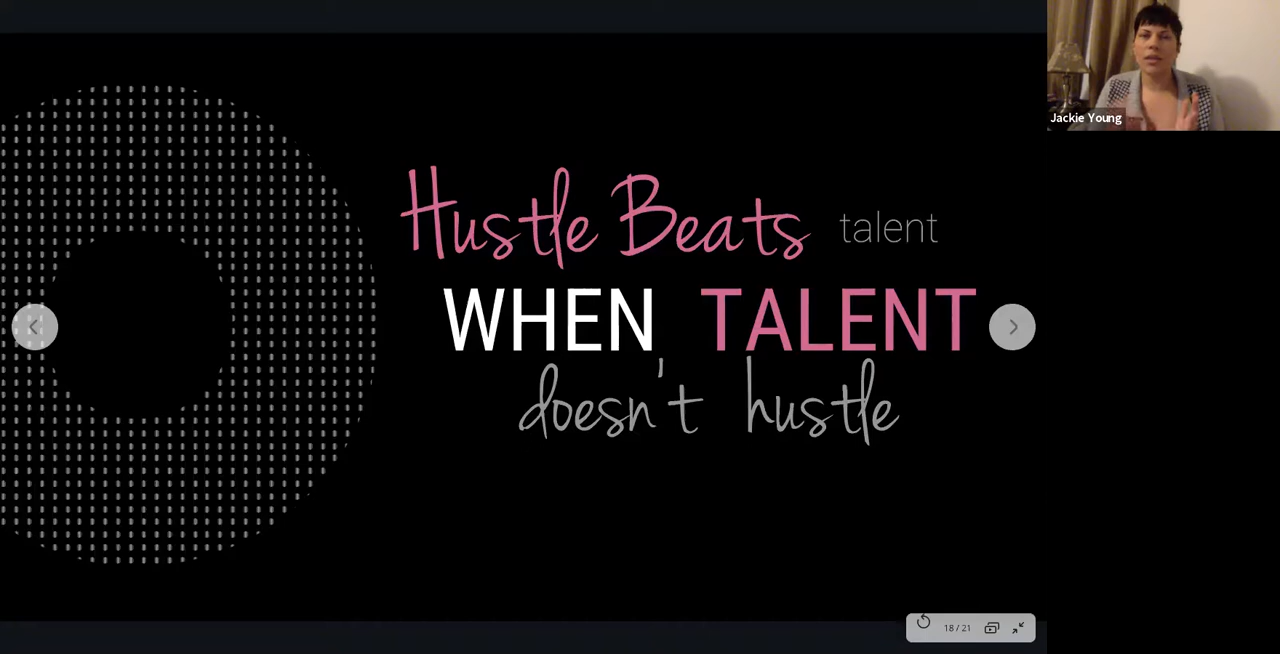 Jackie Young
Hustle Beats talent
WHEN TALENT
doesn't hustle
18 / 21